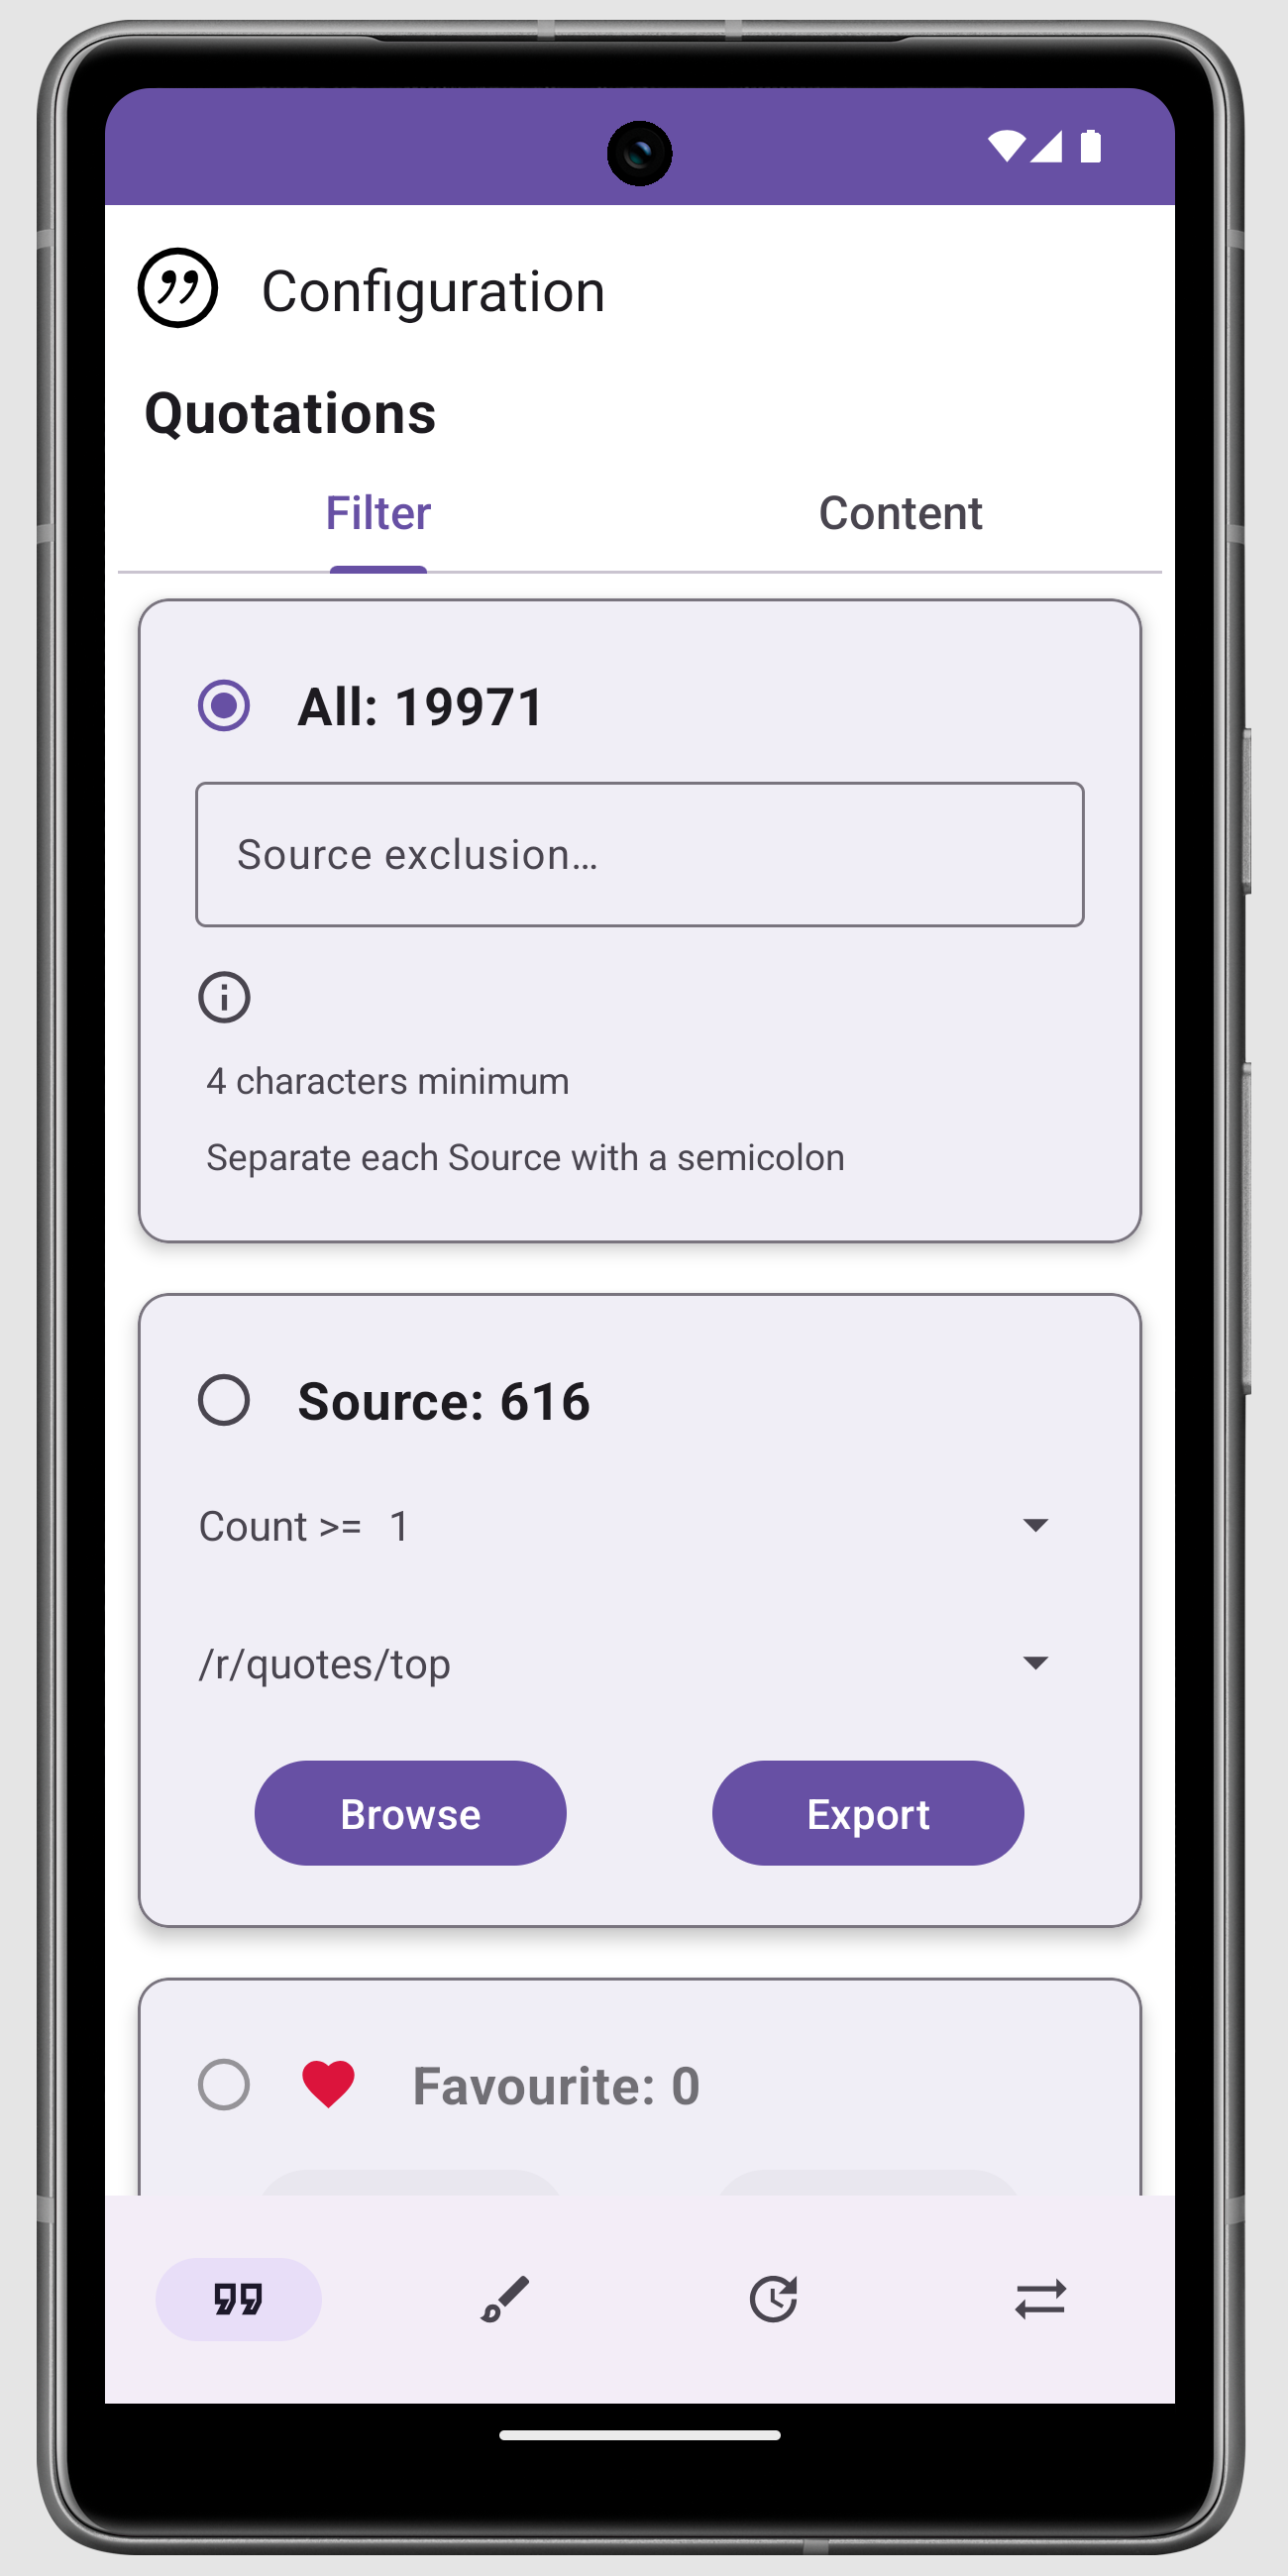 Configuration
Quotations
Filter Content
All: 19971
Source exclusion…
4 characters minimum
Separate each Source with a semicolon
Source: 616
Count >= 1
/r/quotes/top
Browse Export
Favourite: 0